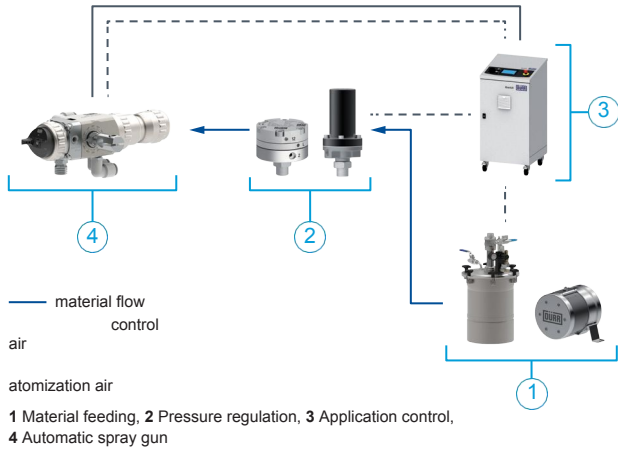 3
4
2
DÜRR
1
material flow
control
air
atomization air
1 Material feeding, 2 Pressure regulation, 3 Application control,
4 Automatic spray gun